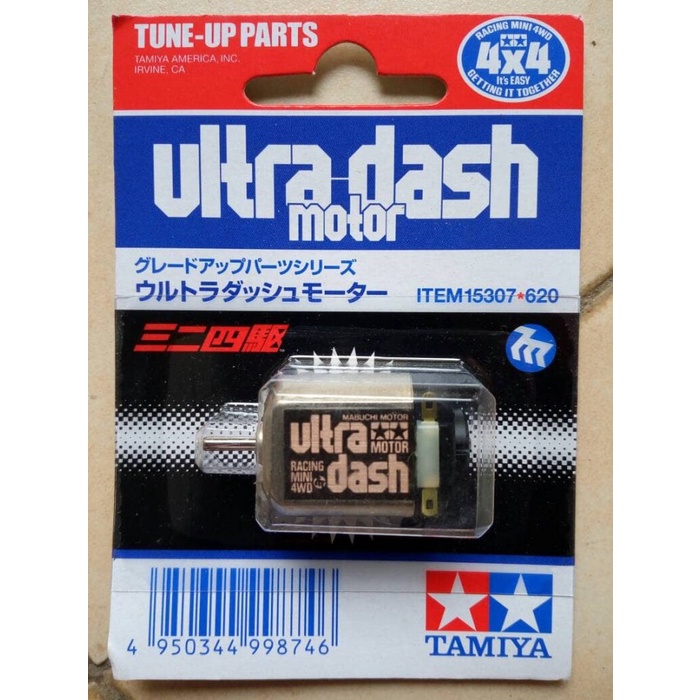 TUNE-UP PARTS
TAMIYA AMERICA, INC.
IRVINE, CA
RACING MINI 4WD
4x4
It's EASY
GETTING IT TOGETHER
ultra dash
motor
グレードアップパーツシリーズ
ウルトラダッシュモーター
ITEM15307*620
ミニ四駆
MABUCHI MOTOR
ultra
MOTOR
RACING
MINI
4WD
dash
4 950344 998746
TAMIYA